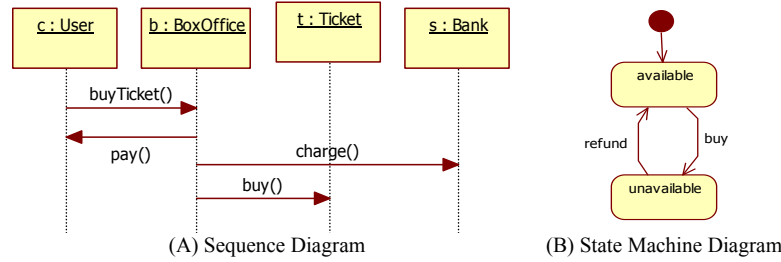 c : User
b : BoxOffice
t : Ticket
s : Bank
buyTicket()
pay()
charge()
buy()
(A) Sequence Diagram
available
refund
buy
unavailable
(B) State Machine Diagram